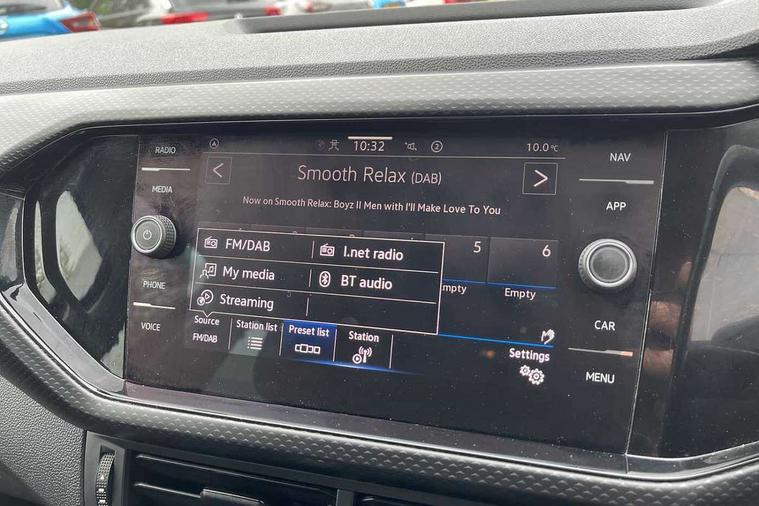 RADIO
MEDIA
PHONE
VOICE
10:32
2
10.0°C
Smooth Relax (DAB)
Now on Smooth Relax: Boyz II Men with I'll Make Love To You
FM/DAB
I.net radio
My media
BT audio
Streaming
5
6
Empty
Source
FM/DAB
Station list
Preset list
Station
Settings
NAV
APP
CAR
MENU